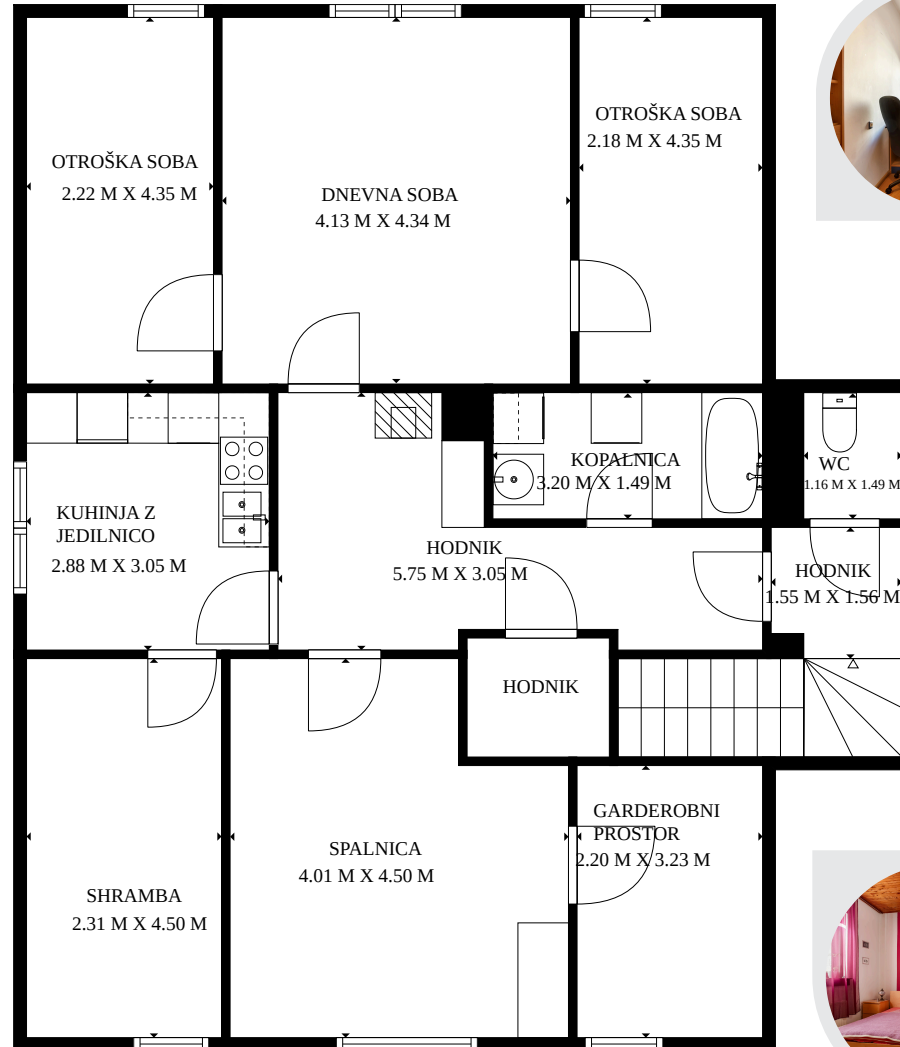 OTROŠKA SOBA
2.22 M X 4.35 M
DNEVNA SOBA
4.13 M X 4.34 M
OTROŠKA SOBA
2.18 M X 4.35 M
KUHINJA Z
JEDILNICO
2.88 M X 3.05 M
HODNIK
5.75 M X 3.05 M
KOPALNICA
3.20 M X 1.49 M
WC
1.16 M X 1.49 M
HODNIK
1.55 M X 1.56 M
HODNIK
SHRAMBA
2.31 M X 4.50 M
SPALNICA
4.01 M X 4.50 M
GARDEROBNI
PROSTOR
2.20 M X 3.23 M